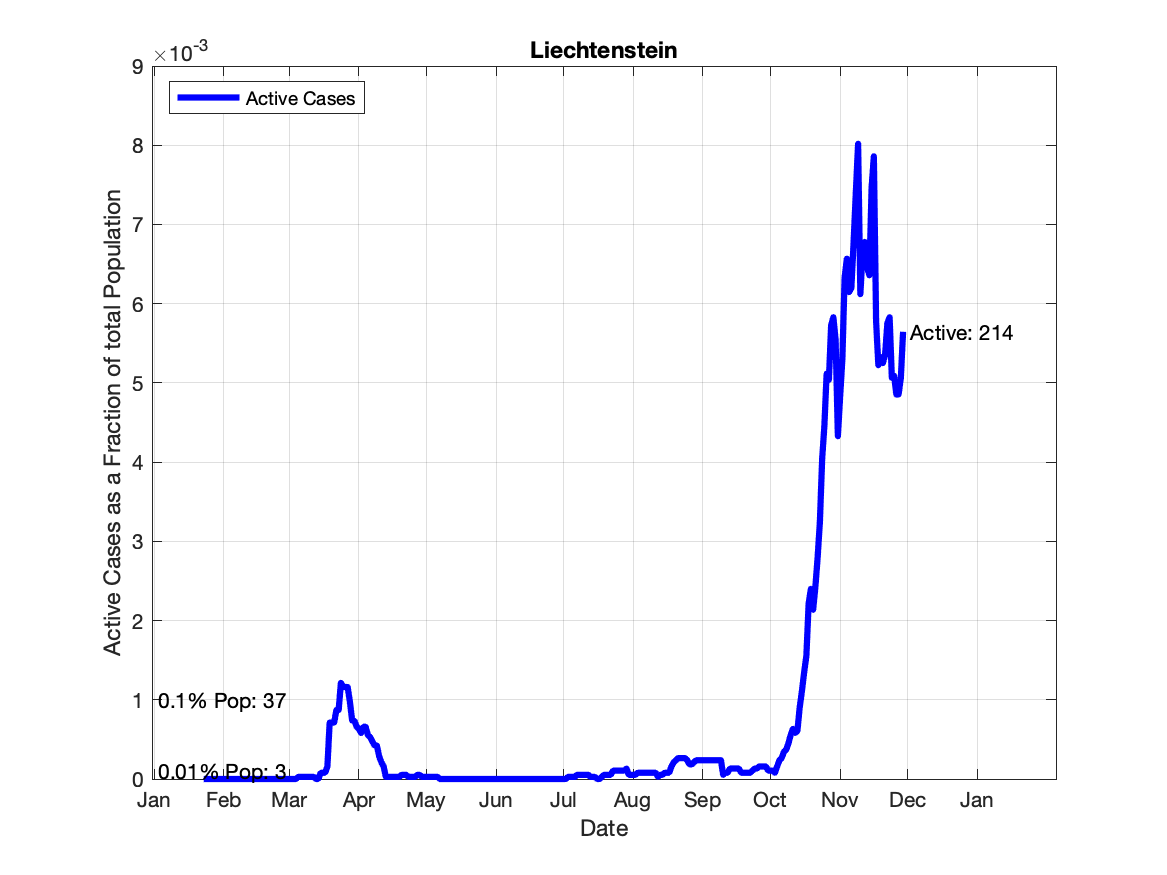 Liechtenstein
×10^-3
Active Cases
9
8
7
6
5
4
3
2
1
0
Active Cases as a Fraction of total Population
Active: 214
0.1% Pop: 37
0.01% Pop: 3
Jan Feb Mar Apr May Jun Jul Aug Sep Oct Nov Dec Jan
Date